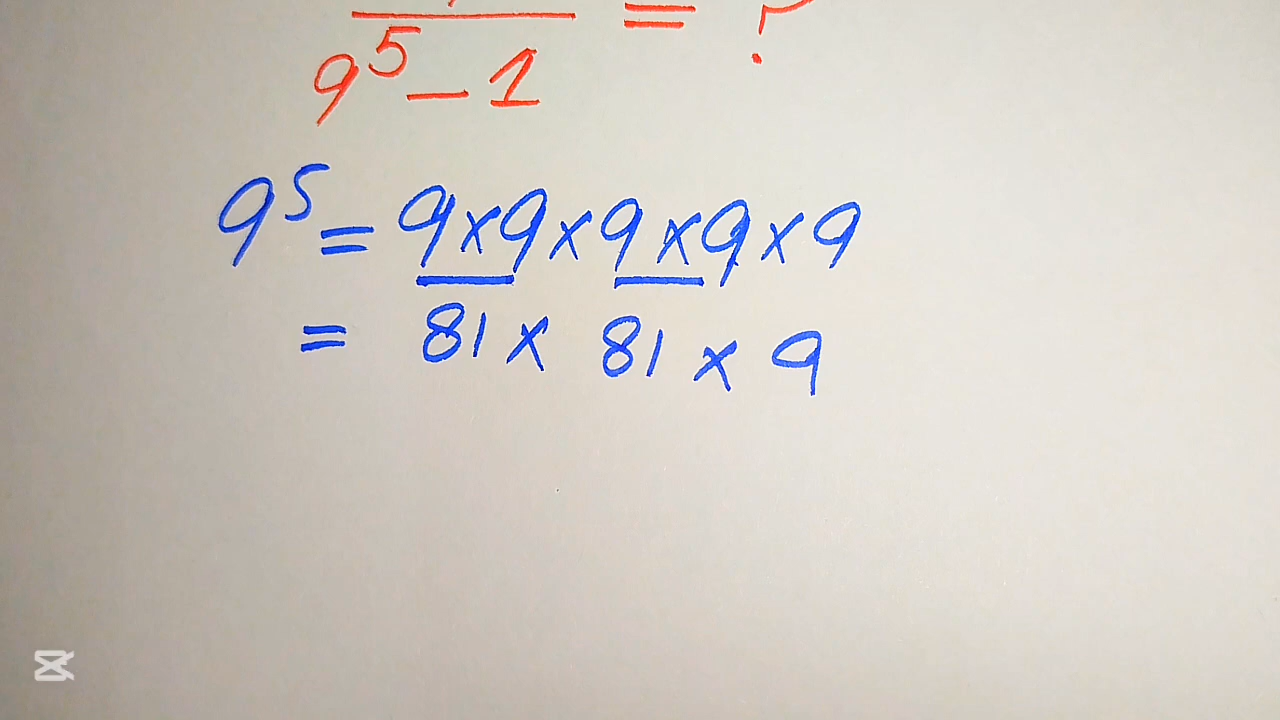 = ?
9⁵ - 1
9⁵ = 9 × 9 × 9 × 9 × 9
= 81 × 81 × 9